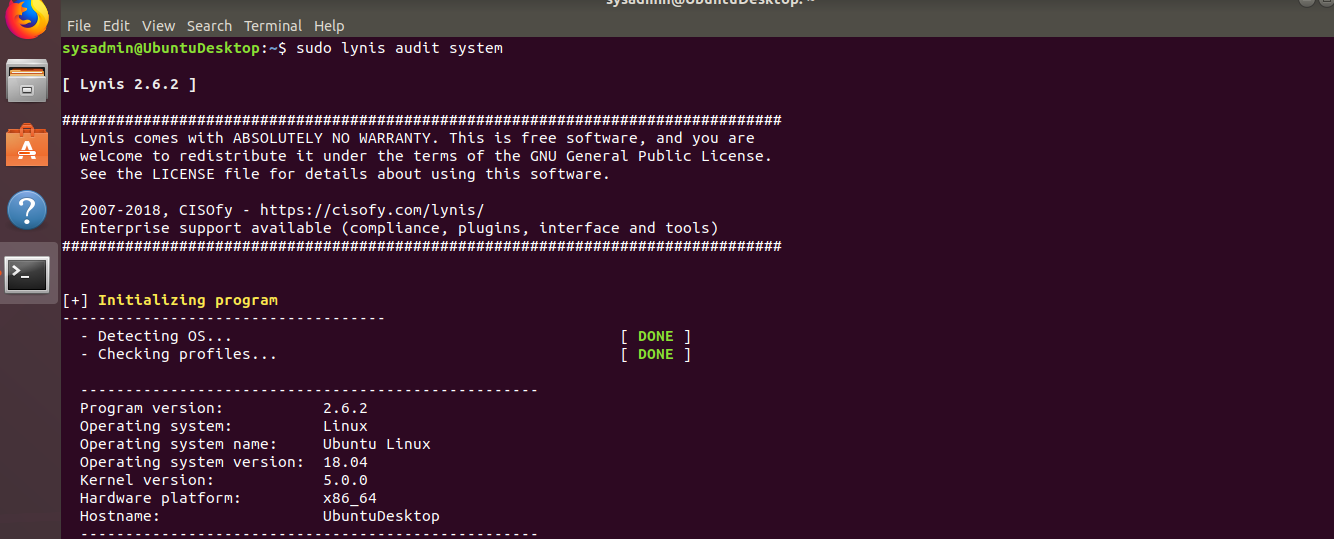 sysadmin@UbuntuDesktop: ~
File Edit View Search Terminal Help
sysadmin@UbuntuDesktop:~$ sudo lynis audit system
[ Lynis 2.6.2 ]
################################################################################
Lynis comes with ABSOLUTELY NO WARRANTY. This is free software, and you are
welcome to redistribute it under the terms of the GNU General Public License.
See the LICENSE file for details about using this software.
2007-2018, CISOfy - https://cisofy.com/lynis/
Enterprise support available (compliance, plugins, interface and tools)
################################################################################
[+] Initializing program
------------------------------------
- Detecting OS... [ DONE ]
- Checking profiles... [ DONE ]
---------------------------------------------------
Program version: 2.6.2
Operating system: Linux
Operating system name: Ubuntu Linux
Operating system version: 18.04
Kernel version: 5.0.0
Hardware platform: x86_64
Hostname: UbuntuDesktop
---------------------------------------------------